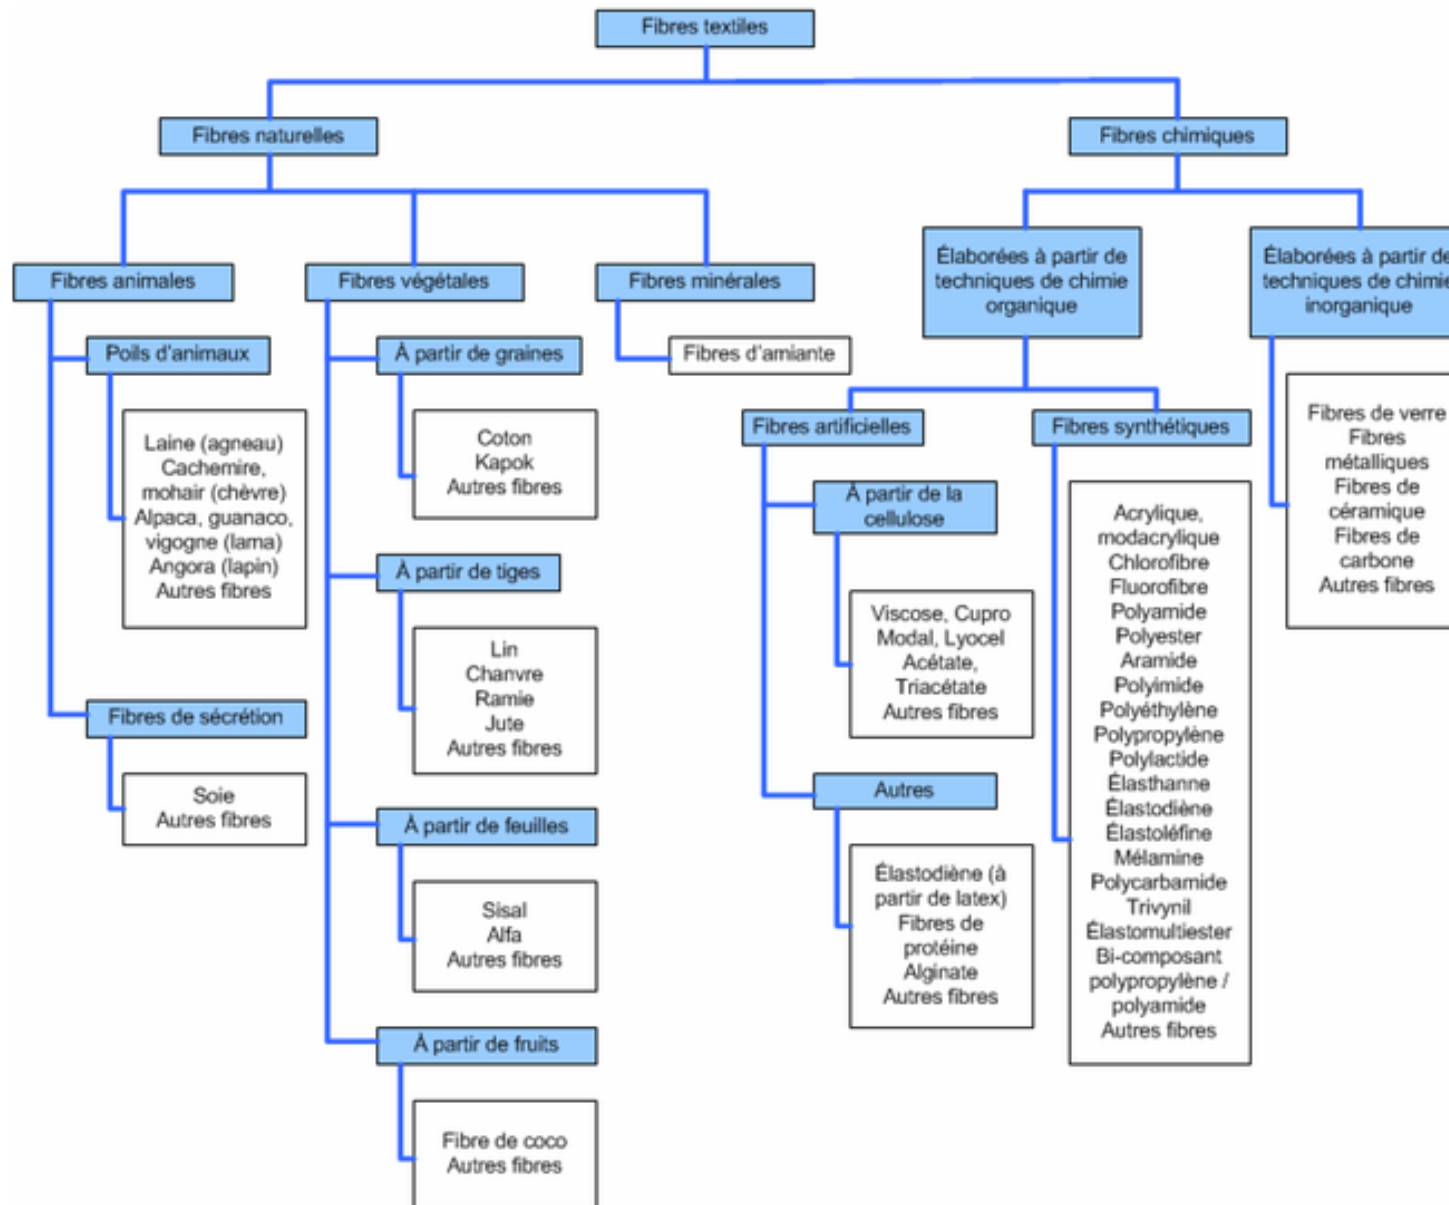 Fibres textiles
Fibres naturelles
Fibres chimiques
Fibres animales
Fibres végétales
Fibres minérales
Élaborées à partir de
techniques de chimie
organique
Élaborées à partir de
techniques de chimie
inorganique
Poils d'animaux
Laine (agneau)
Cachemire,
mohair (chèvre)
Alpaca, guanaco,
vigogne (lama)
Angora (lapin)
Autres fibres
Fibres de sécrétion
Soie
Autres fibres
À partir de graines
Coton
Kapok
Autres fibres
À partir de tiges
Lin
Chanvre
Ramie
Jute
Autres fibres
À partir de feuilles
Sisal
Alfa
Autres fibres
À partir de fruits
Fibre de coco
Autres fibres
Fibres d'amiante
Fibres artificielles
À partir de la
cellulose
Viscose, Cupro
Modal, Lyocel
Acétate,
Triacétate
Autres fibres
Autres
Élastodiène (à
partir de latex)
Fibres de
protéine
Alginate
Autres fibres
Fibres synthétiques
Acrylique,
modacrylique
Chlorofibre
Fluorofibre
Polyamide
Polyester
Aramide
Polyimide
Polyéthylène
Polypropylène
Polylactide
Élasthanne
Élastodiène
Élastoléfine
Mélamine
Polycarbamide
Trivynil
Élastomultiester
Bi-composant
polypropylène /
polyamide
Autres fibres
Fibres de verre
Fibres
métalliques
Fibres de
céramique
Fibres de
carbone
Autres fibres